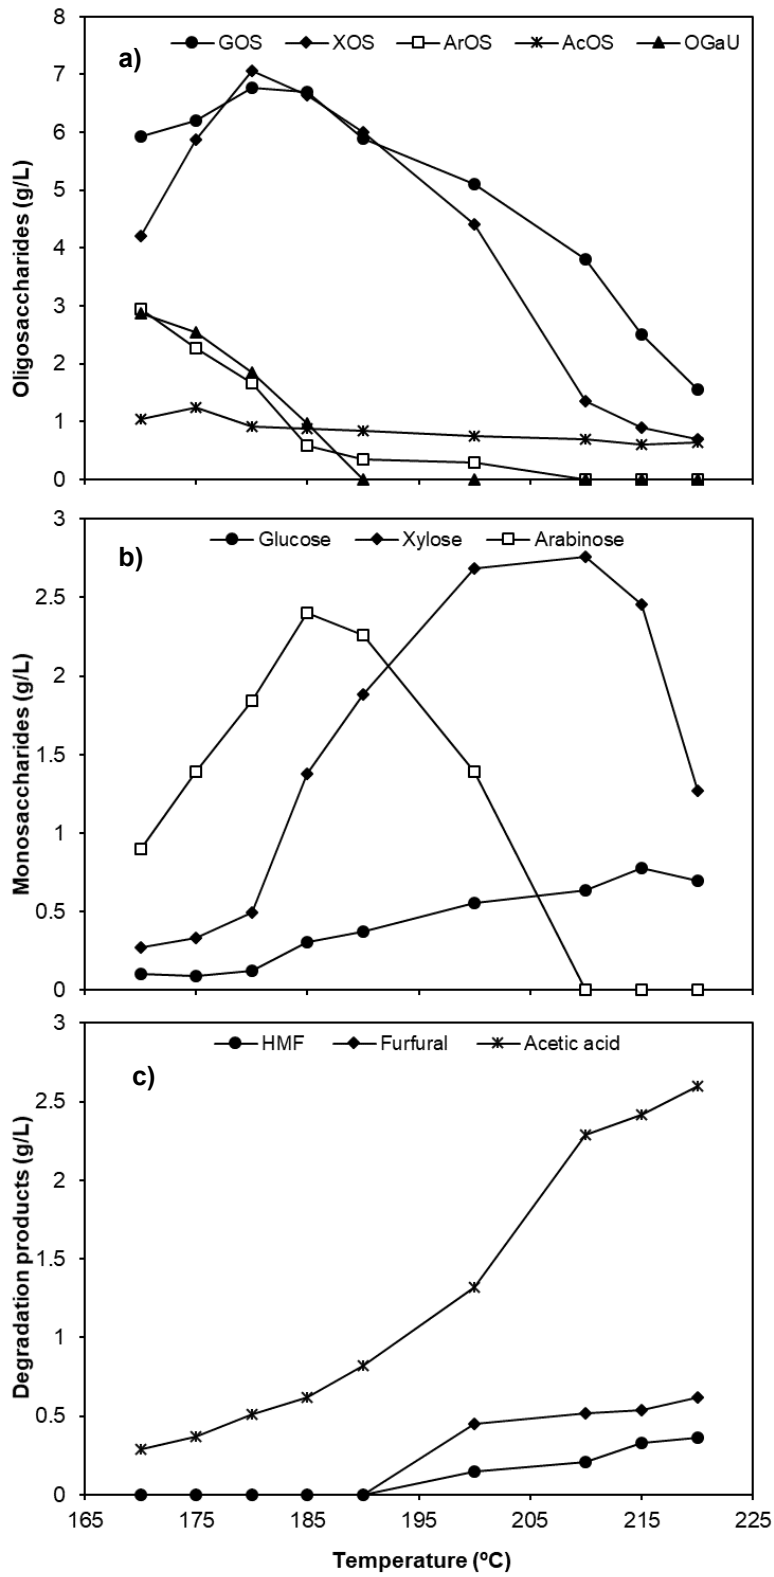 8
GOS XOS ArOS AcOS OGaU
a)
7
6
5
4
3
2
1
0
Oligosaccharides (g/L)
3
Glucose Xylose Arabinose
b)
2.5
2
1.5
1
0.5
0
Monosaccharides (g/L)
3
HMF Furfural Acetic acid
c)
2.5
2
1.5
1
0.5
0
Degradation products (g/L)
165 175 185 195 205 215 225
Temperature (ºC)